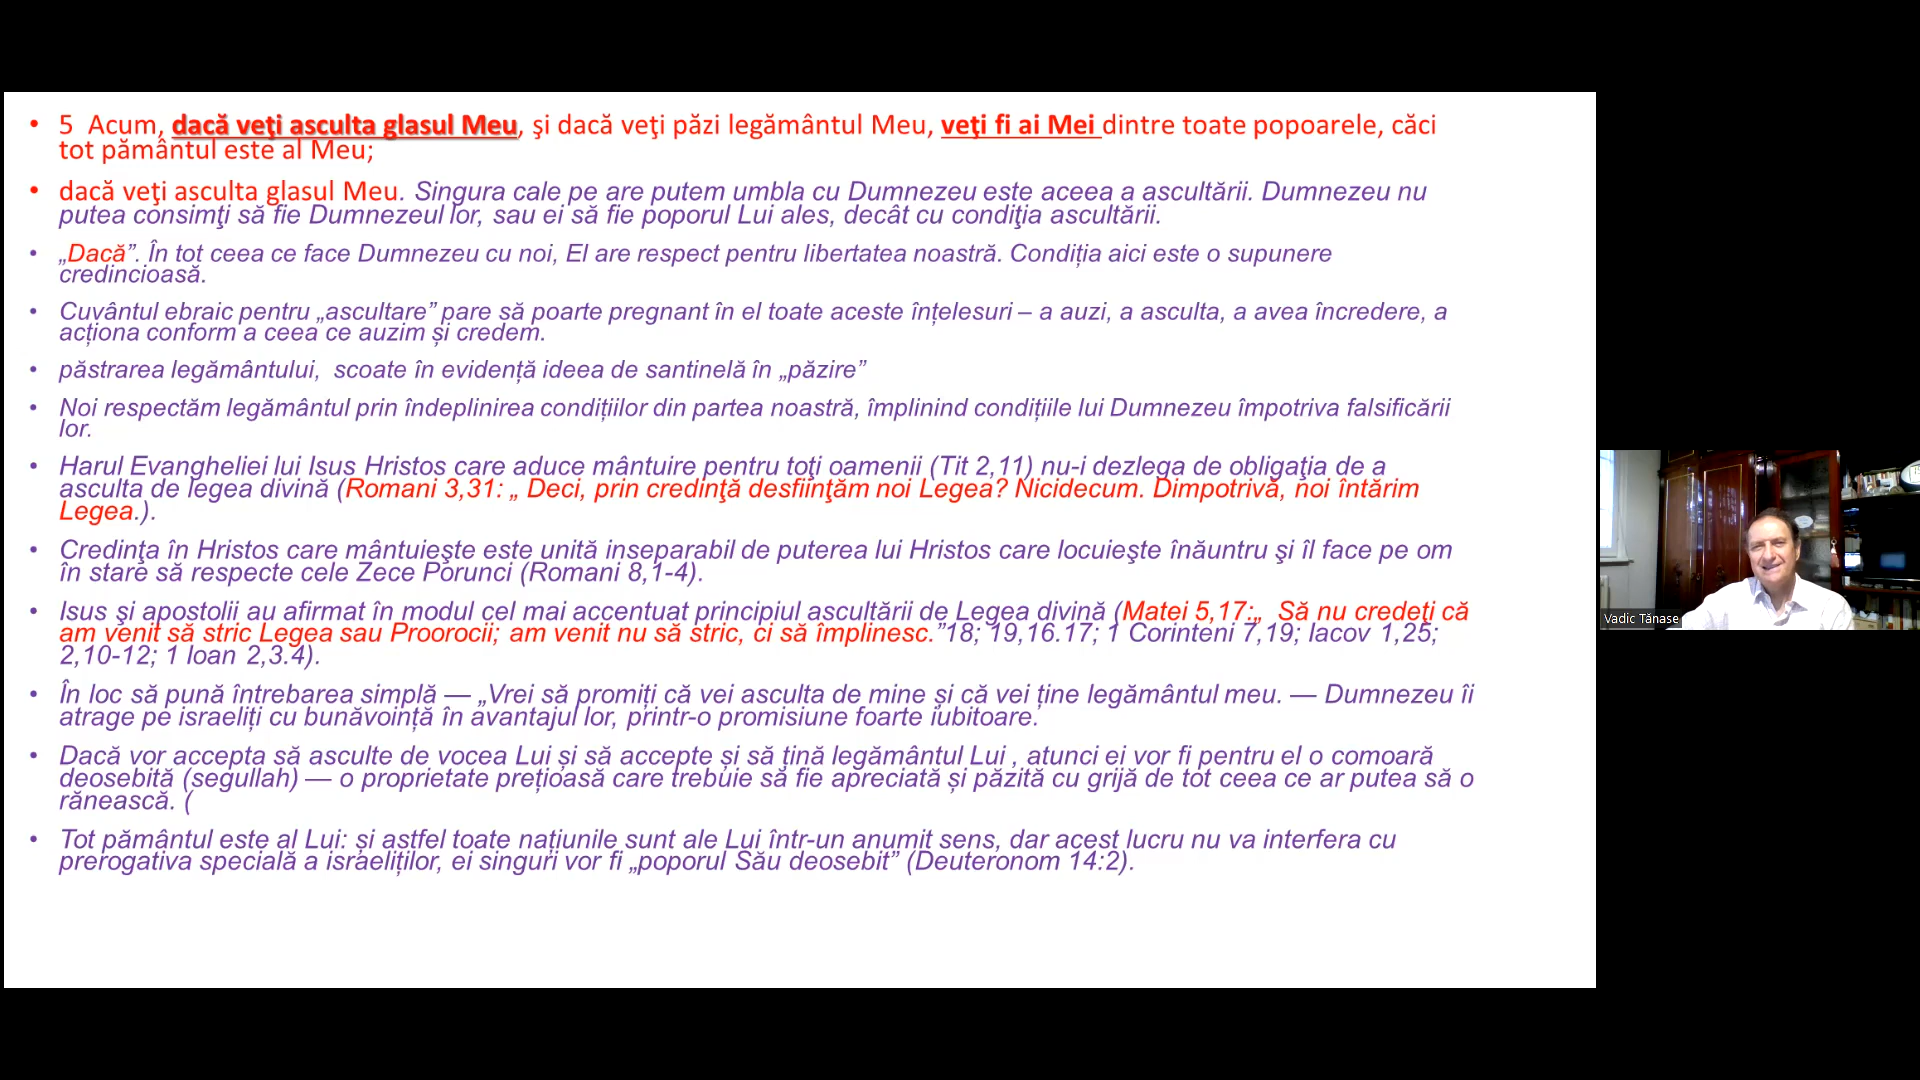 • 5  Acum, dacă veţi asculta glasul Meu, şi dacă veţi păzi legământul Meu, veţi fi ai Mei dintre toate popoarele, căci
tot pământul este al Meu;
• dacă veţi asculta glasul Meu. Singura cale pe are putem umbla cu Dumnezeu este aceea a ascultării. Dumnezeu nu
putea consimţi să fie Dumnezeul lor, sau ei să fie poporul Lui ales, decât cu condiţia ascultării.
• „Dacă”. În tot ceea ce face Dumnezeu cu noi, El are respect pentru libertatea noastră. Condiția aici este o supunere
credincioasă.
• Cuvântul ebraic pentru „ascultare” pare să poarte pregnant în el toate aceste înțelesuri – a auzi, a asculta, a avea încredere, a
acționa conform a ceea ce auzim și credem.
• păstrarea legământului,  scoate în evidență ideea de santinelă în „păzire”
• Noi respectăm legământul prin îndeplinirea condițiilor din partea noastră, împlinind condițiile lui Dumnezeu împotriva falsificării
lor.
• Harul Evangheliei lui Isus Hristos care aduce mântuire pentru toţi oamenii (Tit 2,11) nu-i dezlega de obligaţia de a
asculta de legea divină (Romani 3,31: „ Deci, prin credinţă desfiinţăm noi Legea? Nicidecum. Dimpotrivă, noi întărim
Legea.).
• Credinţa în Hristos care mântuieşte este unită inseparabil de puterea lui Hristos care locuieşte înăuntru şi îl face pe om
în stare să respecte cele Zece Porunci (Romani 8,1-4).
• Isus şi apostolii au afirmat în modul cel mai accentuat principiul ascultării de Legea divină (Matei 5,17:„  Să nu credeţi că
am venit să stric Legea sau Proorocii; am venit nu să stric, ci să împlinesc.”18; 19,16.17; 1 Corinteni 7,19; Iacov 1,25;
2,10-12; 1 Ioan 2,3.4).
• În loc să pună întrebarea simplă — „Vrei să promiți că vei asculta de mine și că vei ține legământul meu. — Dumnezeu îi
atrage pe israeliți cu bunăvoință în avantajul lor, printr-o promisiune foarte iubitoare.
• Dacă vor accepta să asculte de vocea Lui și să accepte și să țină legământul Lui , atunci ei vor fi pentru el o comoară
deosebită (segullah) — o proprietate prețioasă care trebuie să fie apreciată și păzită cu grijă de tot ceea ce ar putea să o
rănească. (
• Tot pământul este al Lui: și astfel toate națiunile sunt ale Lui într-un anumit sens, dar acest lucru nu va interfera cu
prerogativa specială a israeliților, ei singuri vor fi „poporul Său deosebit” (Deuteronom 14:2).
Vadic Tănase